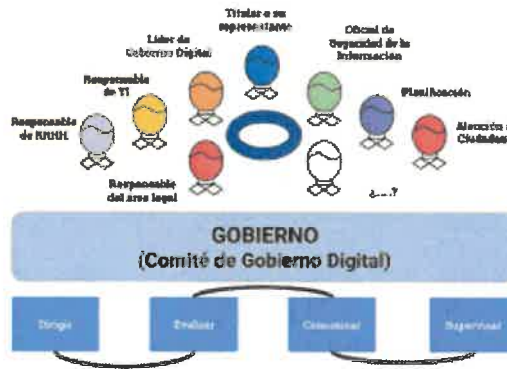 Titular o su
representante
Líder de
Gobierno Digital
Oficial de
Seguridad de la
Información
Responsable
de TI
Planificación
Responsable
de RRHH
Atención
Ciudadano
Responsable
del área legal
¿....?
GOBIERNO
(Comité de Gobierno Digital)
Dirigir
Evaluar
Comunicar
Supervisar